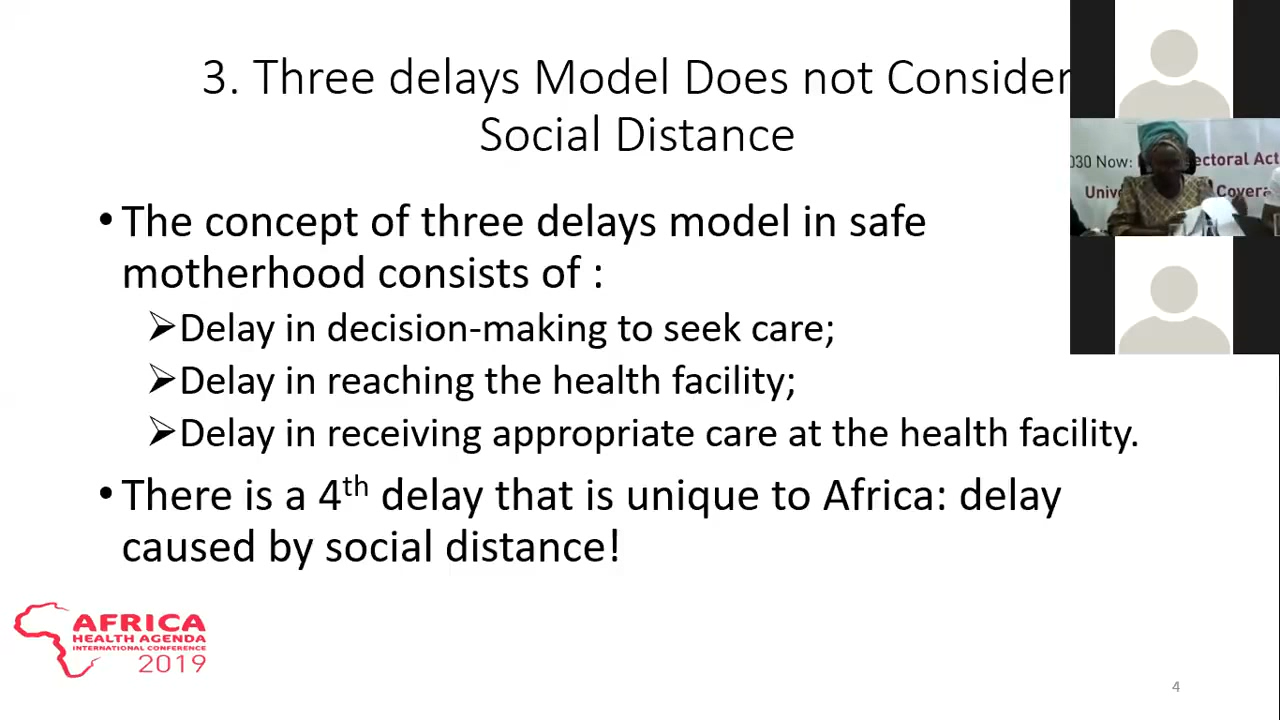 3. Three delays Model Does not Consider
Social Distance
• The concept of three delays model in safe
motherhood consists of :
➢Delay in decision-making to seek care;
➢Delay in reaching the health facility;
➢Delay in receiving appropriate care at the health facility.
• There is a 4th delay that is unique to Africa: delay
caused by social distance!
030 Now:
ectoral Act
Unive
Covera
AFRICA
HEALTH AGENDA
INTERNATIONAL CONFERENCE
2019
4